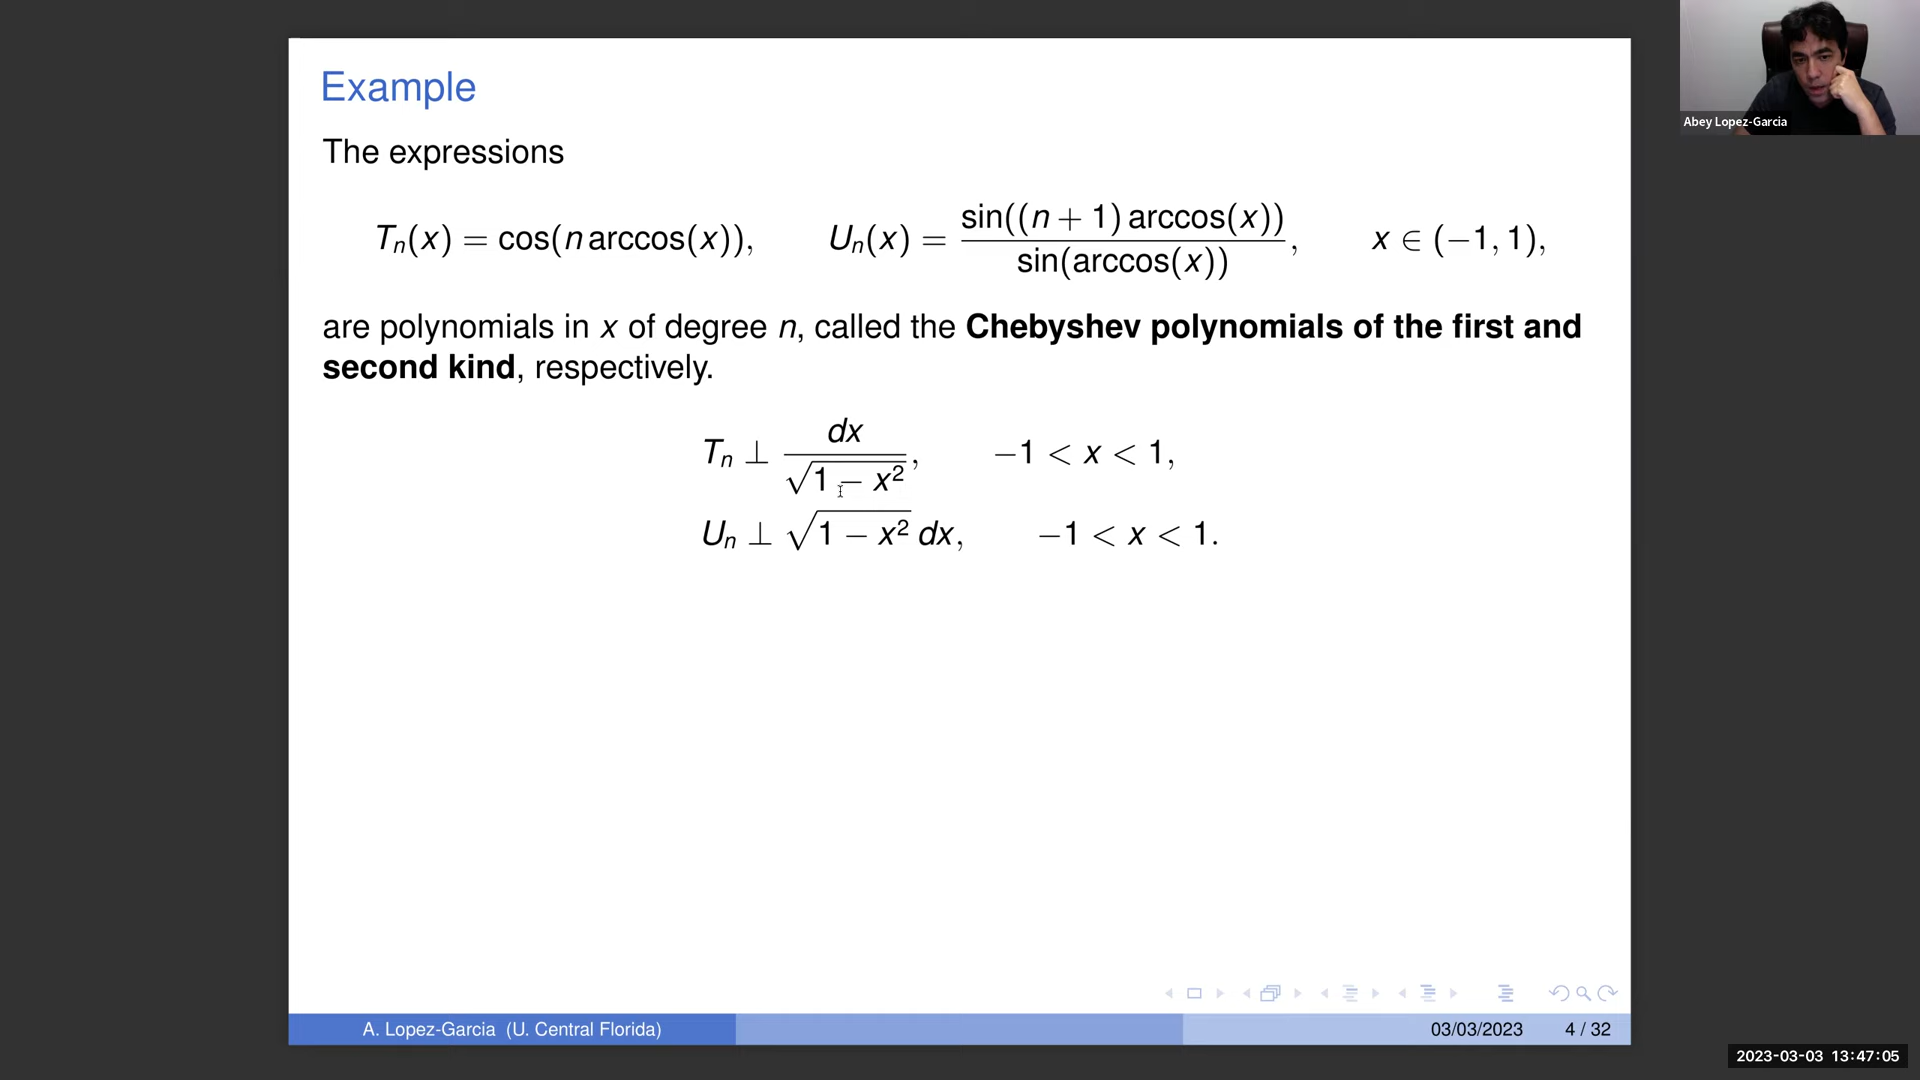 Example
The expressions
Tₙ(x) = cos(n arccos(x)), Uₙ(x) = sin((n + 1) arccos(x)) / sin(arccos(x)), x ∈ (−1, 1),
are polynomials in x of degree n, called the Chebyshev polynomials of the first and
second kind, respectively.
Tₙ ⊥ dx / √(1 − x²), −1 < x < 1,
Uₙ ⊥ √(1 − x²) dx, −1 < x < 1.
A. Lopez-Garcia (U. Central Florida) 03/03/2023 4 / 32
Abey Lopez-Garcia
2023-03-03 13:47:05